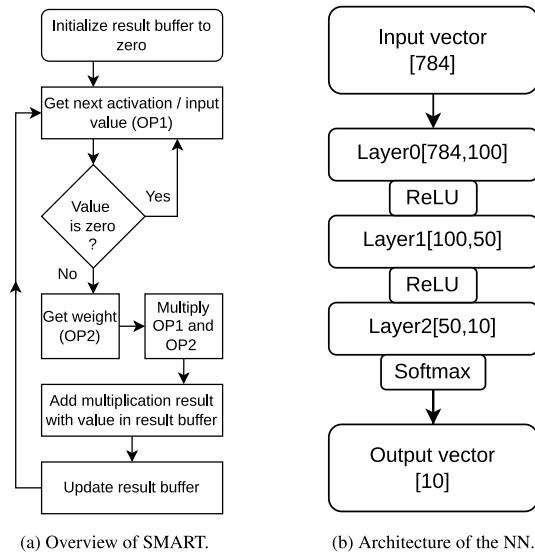 Initialize result buffer to
zero
Get next activation / input
value (OP1)
Yes
Value
is zero
?
No
Get weight
(OP2)
Multiply
OP1 and
OP2
Add multiplication result
with value in result buffer
Update result buffer
(a) Overview of SMART.
Input vector
[784]
Layer0[784,100]
ReLU
Layer1[100,50]
ReLU
Layer2[50,10]
Softmax
Output vector
[10]
(b) Architecture of the NN.